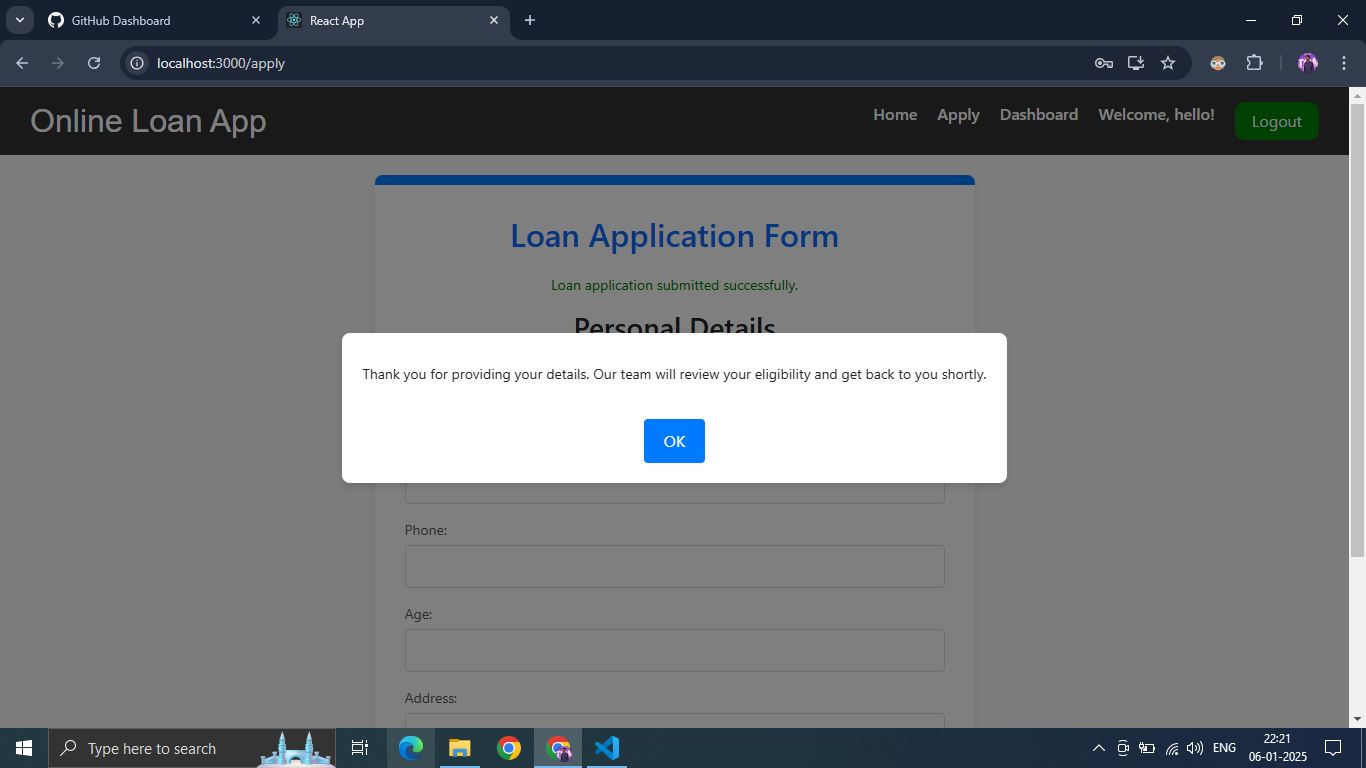 GitHub Dashboard
React App
localhost:3000/apply
Online Loan App
Home Apply Dashboard Welcome, hello! Logout
Loan Application Form
Loan application submitted successfully.
Personal Details
Thank you for providing your details. Our team will review your eligibility and get back to you shortly.
OK
Phone:
Age:
Address:
Type here to search
ENG
22:21
06-01-2025